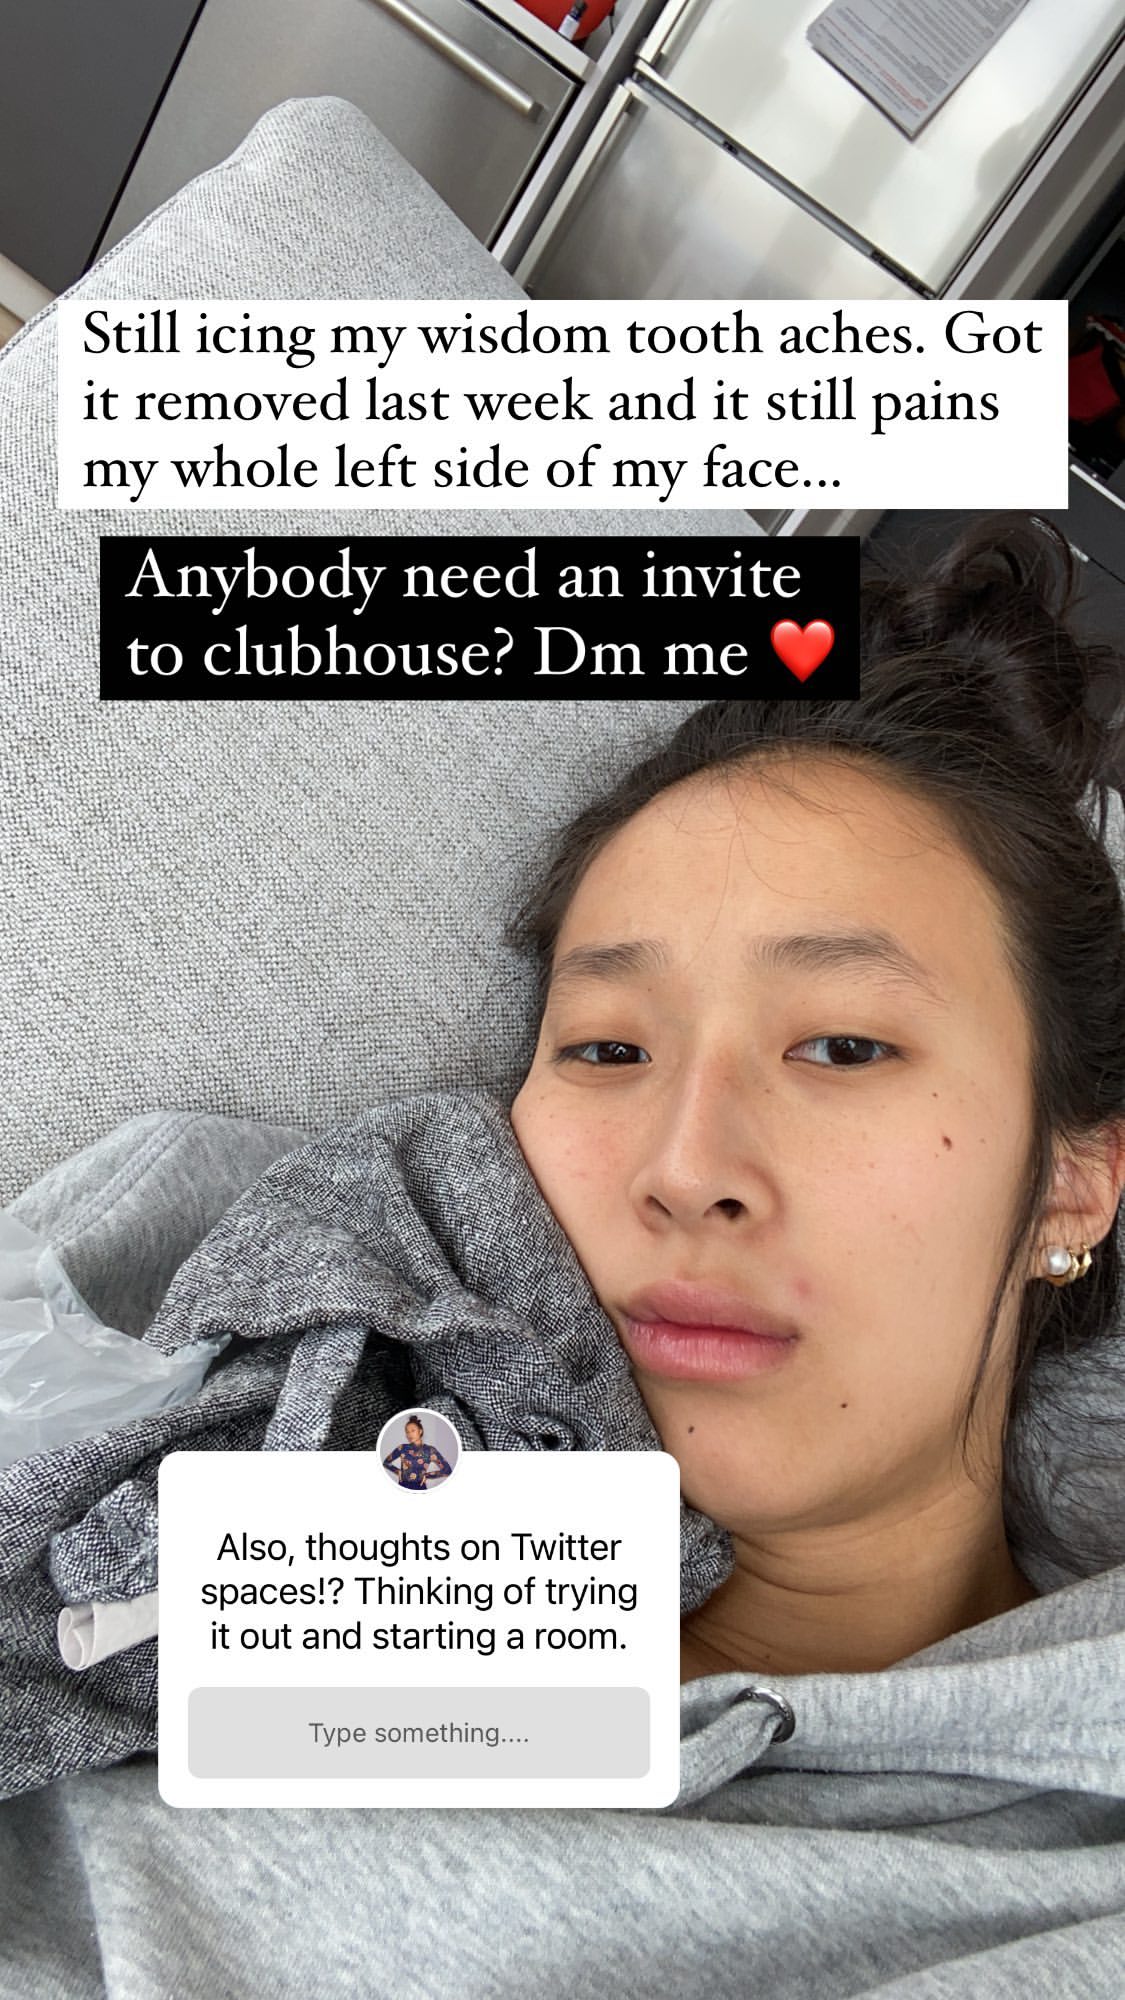 Still icing my wisdom tooth aches. Got
it removed last week and it still pains
my whole left side of my face...
Anybody need an invite
to clubhouse? Dm me ❤️
Also, thoughts on Twitter
spaces!? Thinking of trying
it out and starting a room.
Type something....